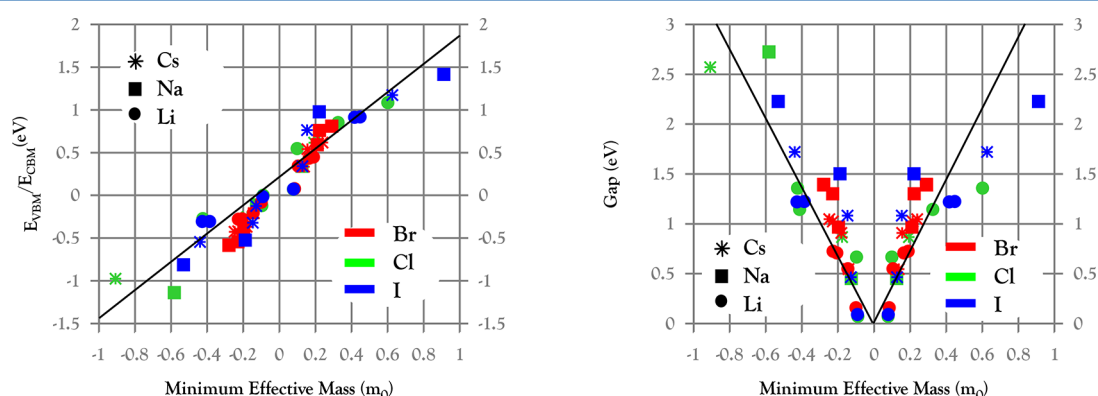 2
1.5
1
0.5
0
-0.5
-1
-1.5
2
1.5
1
0.5
0
-0.5
-1
-1.5
-1 -0.8 -0.6 -0.4 -0.2 0 0.2 0.4 0.6 0.8 1
E_VBM/E_CBM (eV)
Minimum Effective Mass (m_0)
Cs
Na
Li
Br
Cl
I
3
2.5
2
1.5
1
0.5
0
3
2.5
2
1.5
1
0.5
0
-1 -0.8 -0.6 -0.4 -0.2 0 0.2 0.4 0.6 0.8 1
Gap (eV)
Minimum Effective Mass (m_0)
Cs
Na
Li
Br
Cl
I